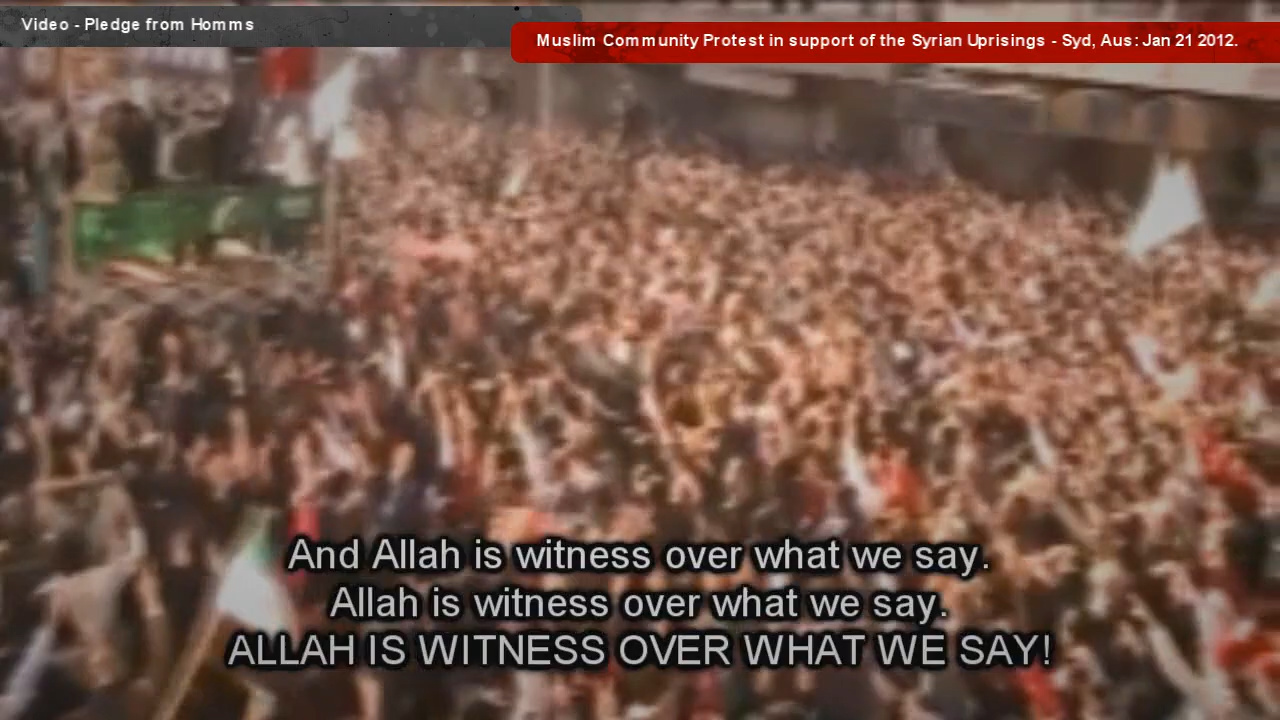 Video - Pledge from Homms
Muslim Community Protest in support of the Syrian Uprisings - Syd, Aus: Jan 21 2012.
And Allah is witness over what we say.
Allah is witness over what we say.
ALLAH IS WITNESS OVER WHAT WE SAY!